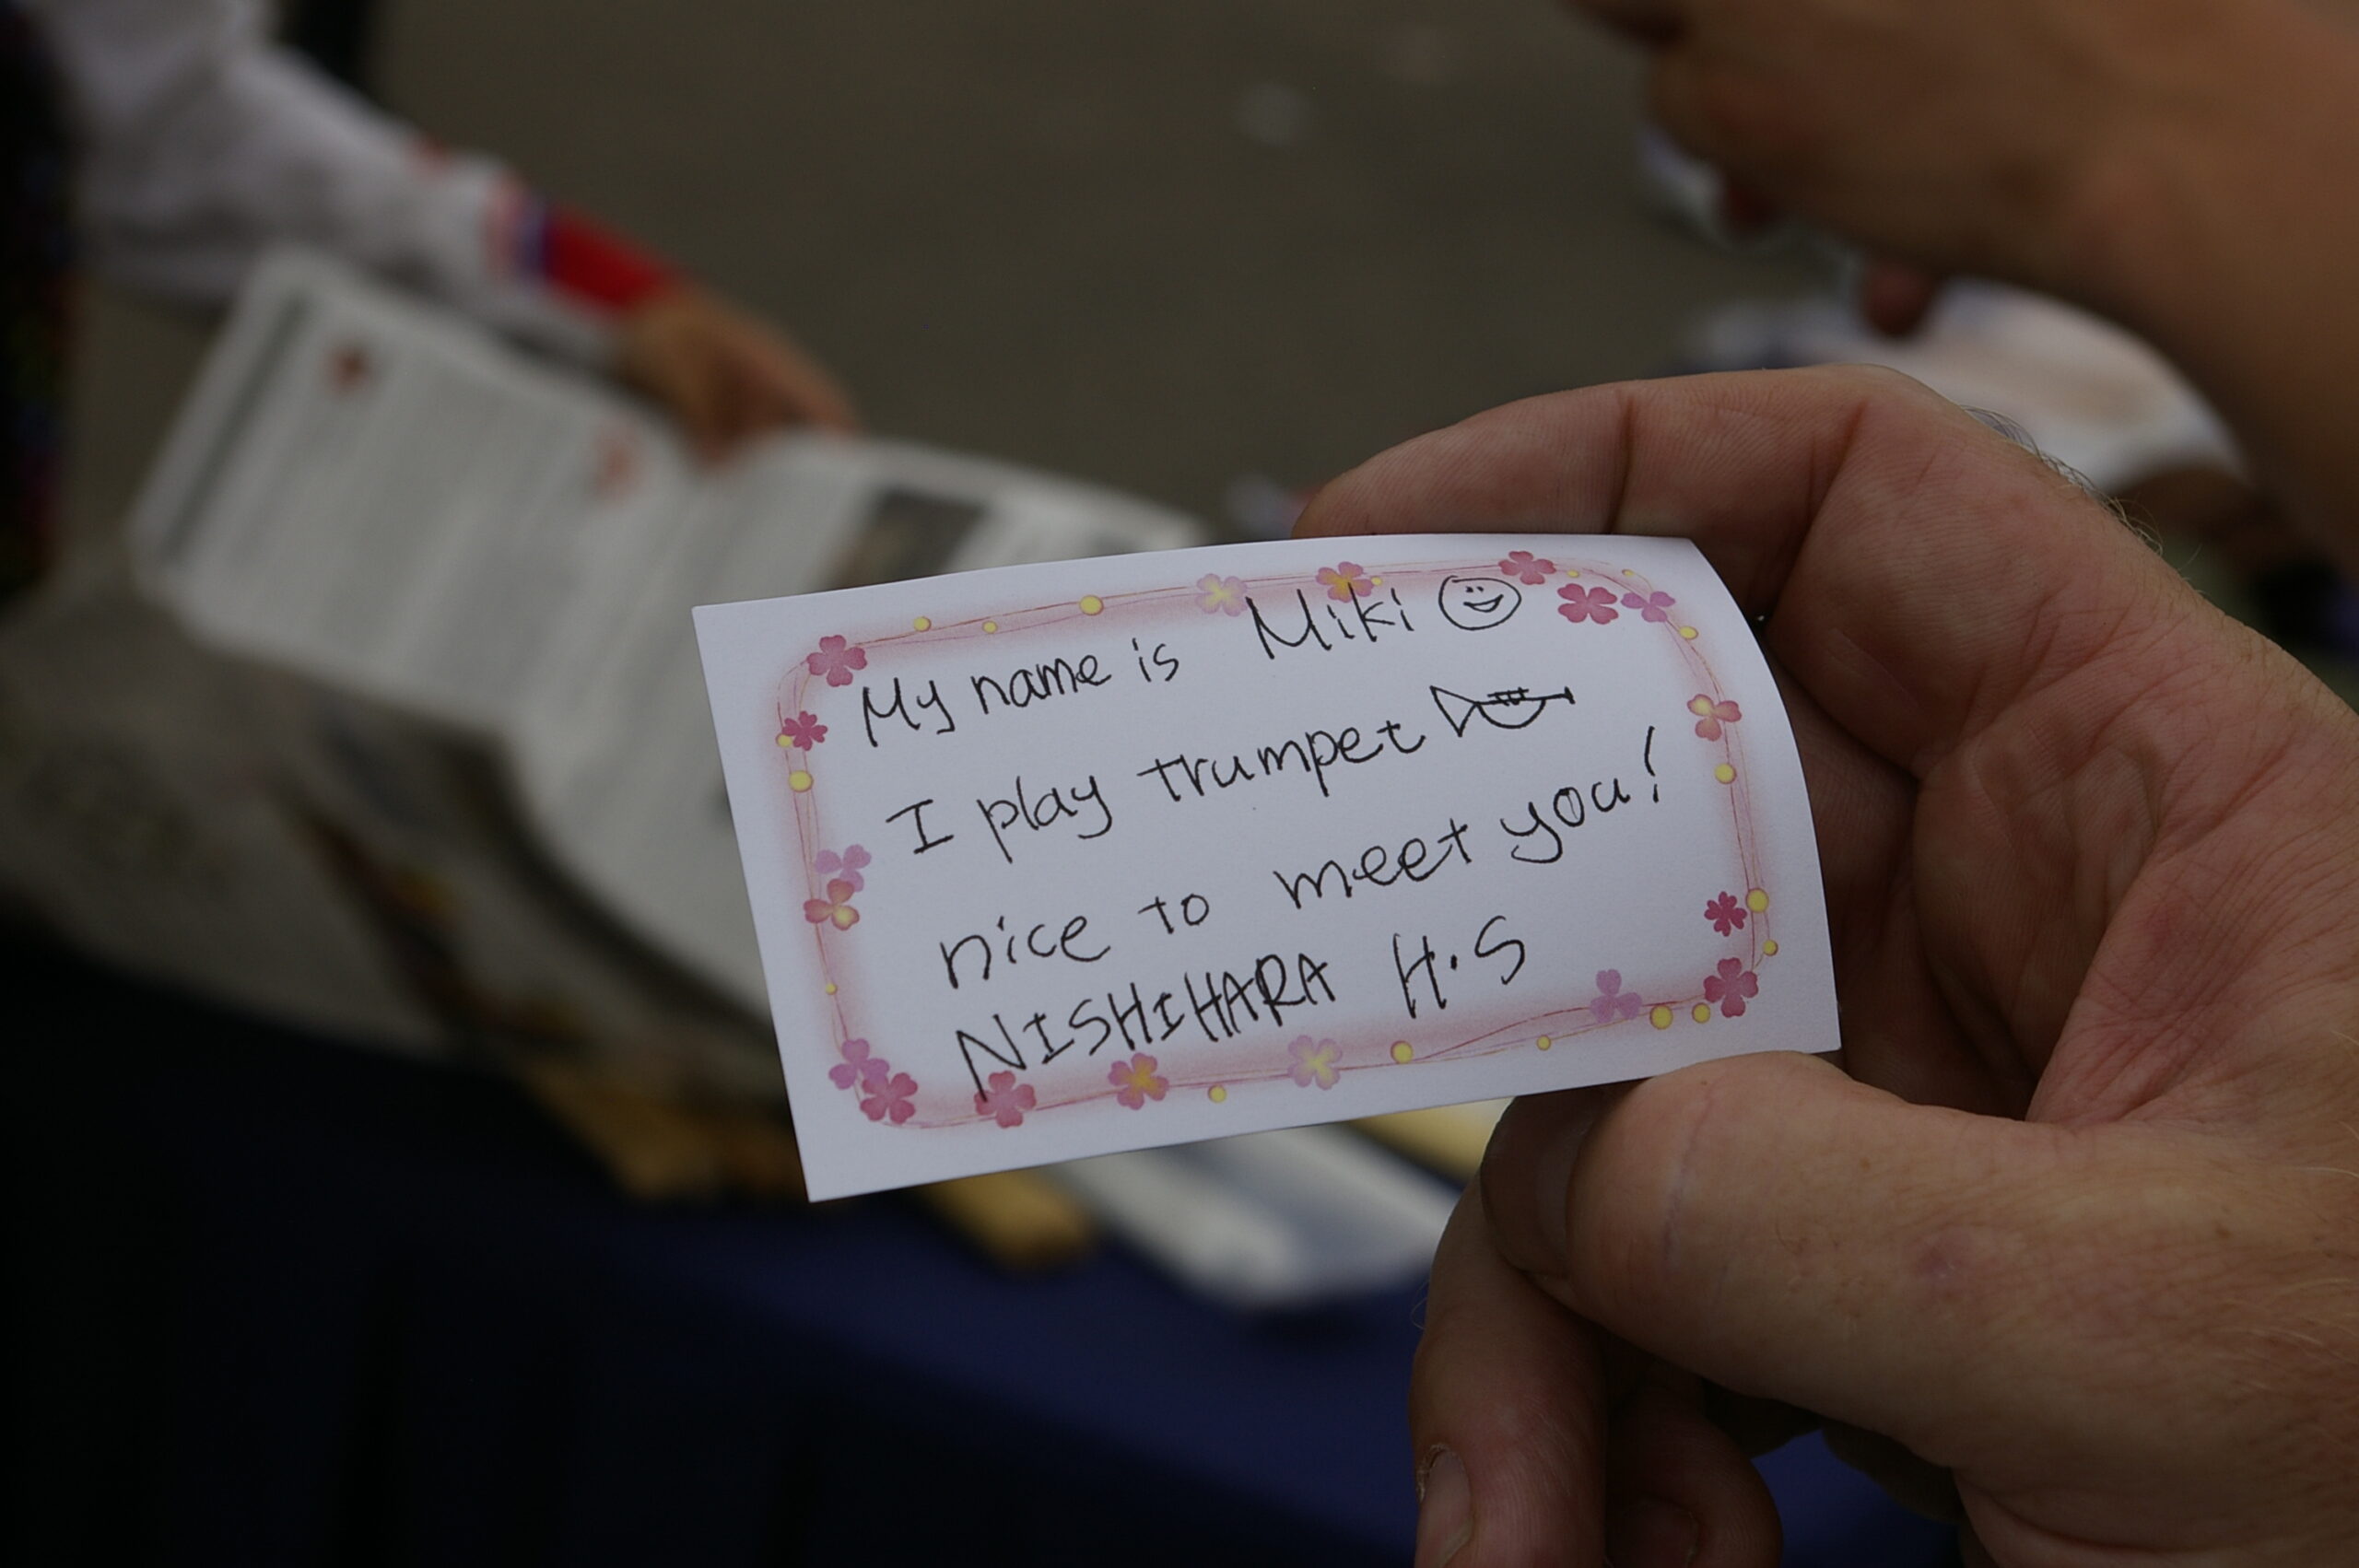 My name is Miki
I play trumpet
nice to meet you!
NISHIHARA H.S